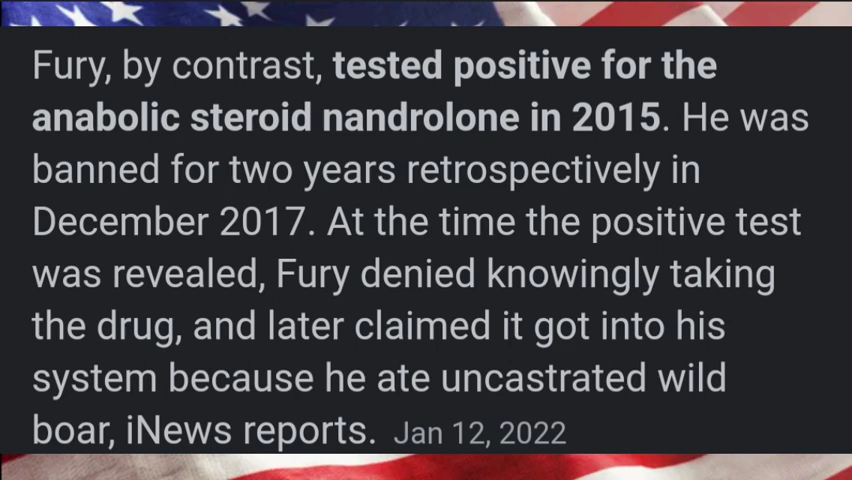 Fury, by contrast, tested positive for the
anabolic steroid nandrolone in 2015. He was
banned for two years retrospectively in
December 2017. At the time the positive test
was revealed, Fury denied knowingly taking
the drug, and later claimed it got into his
system because he ate uncastrated wild
boar, iNews reports. Jan 12, 2022